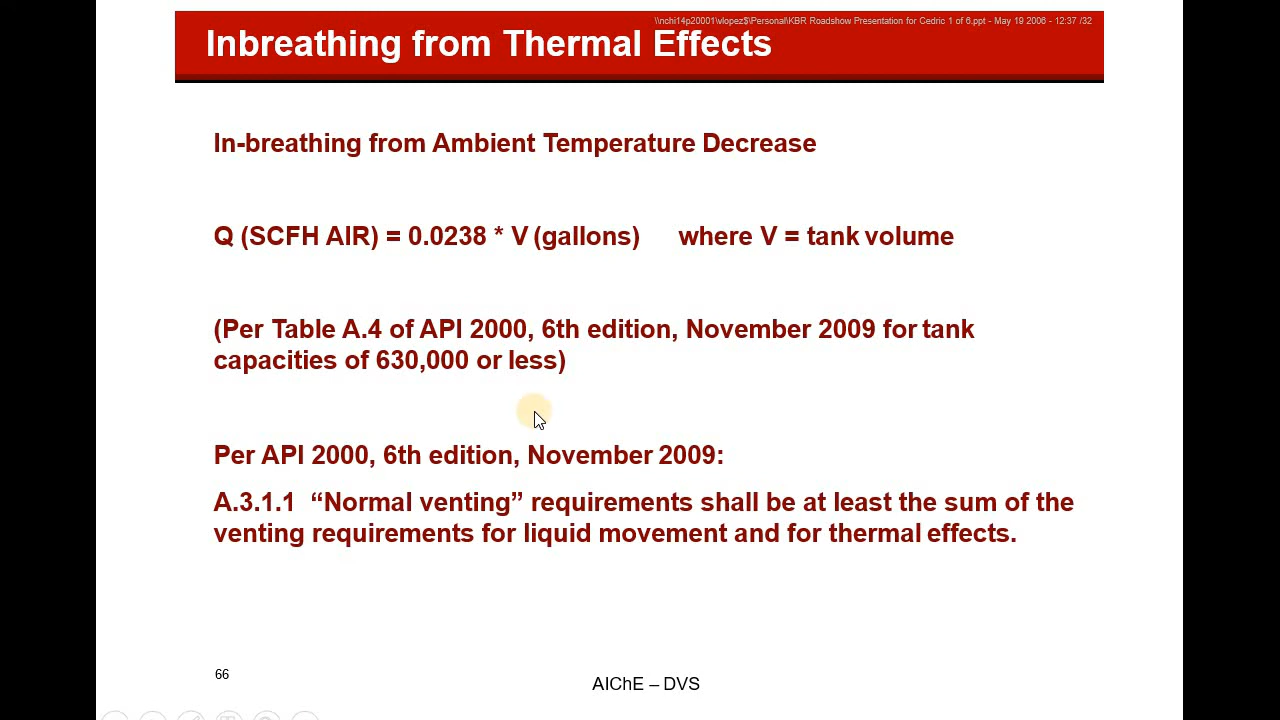 \\nchi14p20001\vlopez$\Personal\KBR Roadshow Presentation for Cedric 1 of 6.ppt - May 19 2006 - 12:37 /32
Inbreathing from Thermal Effects
In-breathing from Ambient Temperature Decrease
Q (SCFH AIR) = 0.0238 * V (gallons) where V = tank volume
(Per Table A.4 of API 2000, 6th edition, November 2009 for tank
capacities of 630,000 or less)
Per API 2000, 6th edition, November 2009:
A.3.1.1 “Normal venting” requirements shall be at least the sum of the
venting requirements for liquid movement and for thermal effects.
66
AIChE – DVS